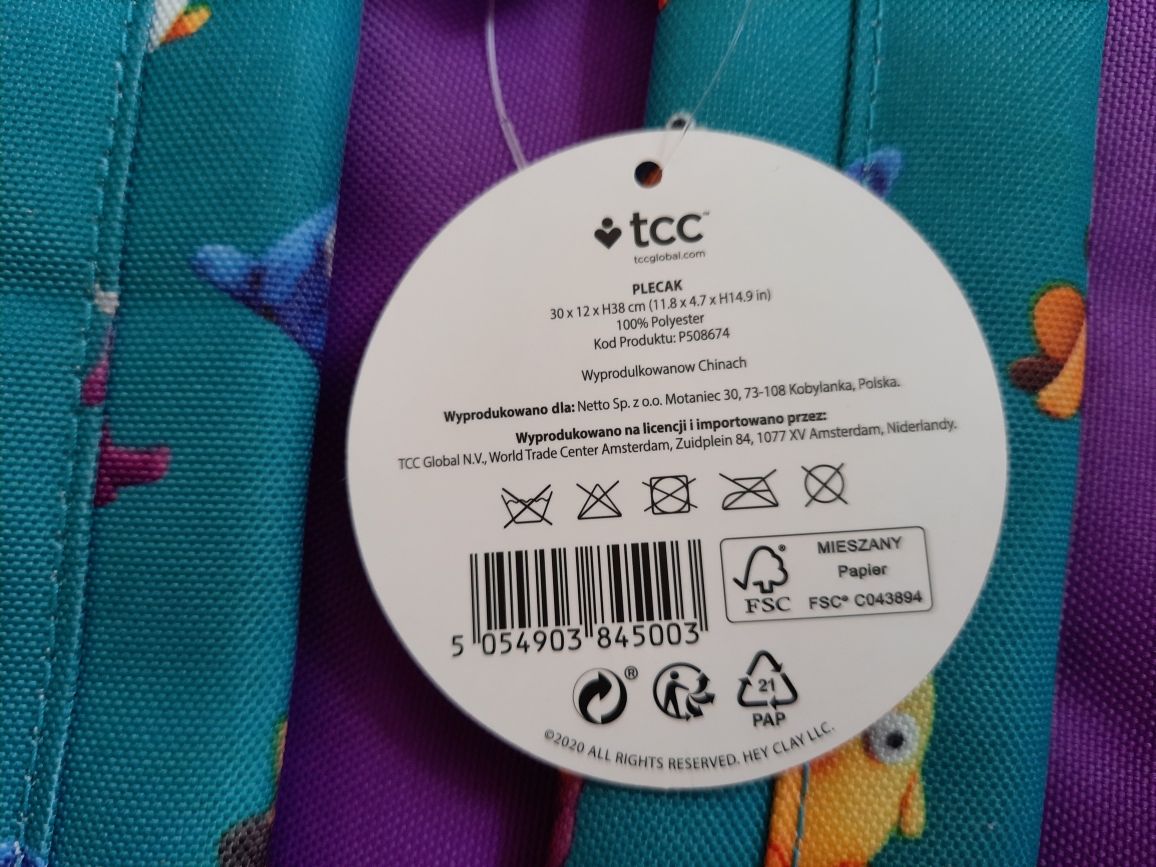 tcc™
tccglobal.com
PLECAK
30 x 12 x H38 cm (11.8 x 4.7 x H14.9 in)
100% Polyester
Kod Produktu: P508674
Wyprodulkowanow Chinach
Wyprodukowano dla: Netto Sp. z o.o. Motaniec 30, 73-108 Kobylanka, Polska.
Wyprodukowano na licencji i importowano przez:
TCC Global N.V., World Trade Center Amsterdam, Zuidplein 84, 1077 XV Amsterdam, Niderlandy.
MIESZANY
Papier
FSC® C043894
FSC
5 054903 845003
21
PAP
©2020 ALL RIGHTS RESERVED. HEY CLAY LLC.